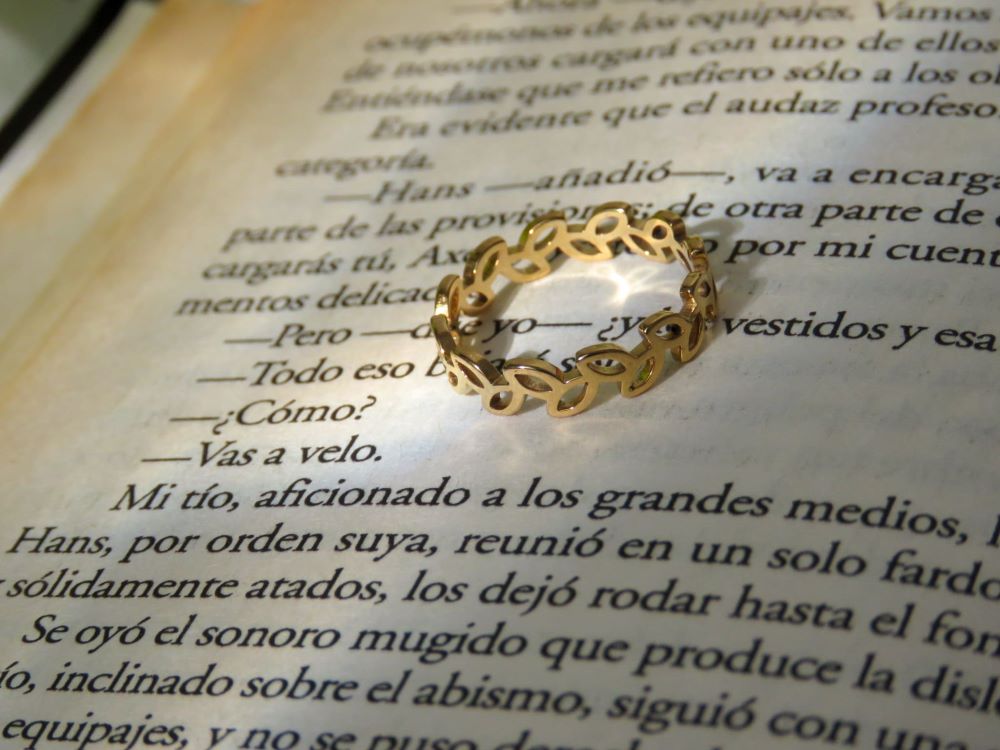 —Ahora
ocupémonos de los equipajes. Vamos
de nosotros cargará con uno de ellos
Entiéndase que me refiero sólo a los
Era evidente que el audaz profeso
categoría.
—Hans —añadió—, va a encarga
parte de las provisiones; de otra parte de
cargarás tú, por mi cuent
mentos delicad
—Pero —d yo— ¿y vestidos y esa
—Todo eso
—¿Cómo?
—Vas a velo.
Mi tío, aficionado a los grandes medios,
Hans, por orden suya, reunió en un solo fardo
y sólidamente atados, los dejó rodar hasta el fon
Se oyó el sonoro mugido que produce la disl
ío, inclinado sobre el abismo, siguió con
equipajes, y no se puso